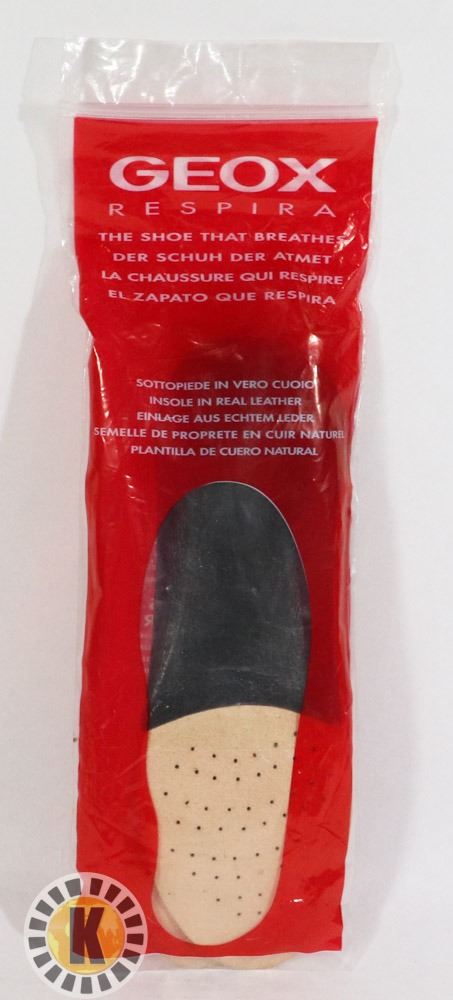 GEOX
RESPIRA
THE SHOE THAT BREATHES
DER SCHUH DER ATMET
LA CHAUSSURE QUI RESPIRE
EL ZAPATO QUE RESPIRA
SOTTOPIEDE IN VERO CUOIO
INSOLE IN REAL LEATHER
EINLAGE AUS ECHTEM LEDER
SEMELLE DE PROPRETE EN CUIR NATUREL
PLANTILLA DE CUERO NATURAL
K